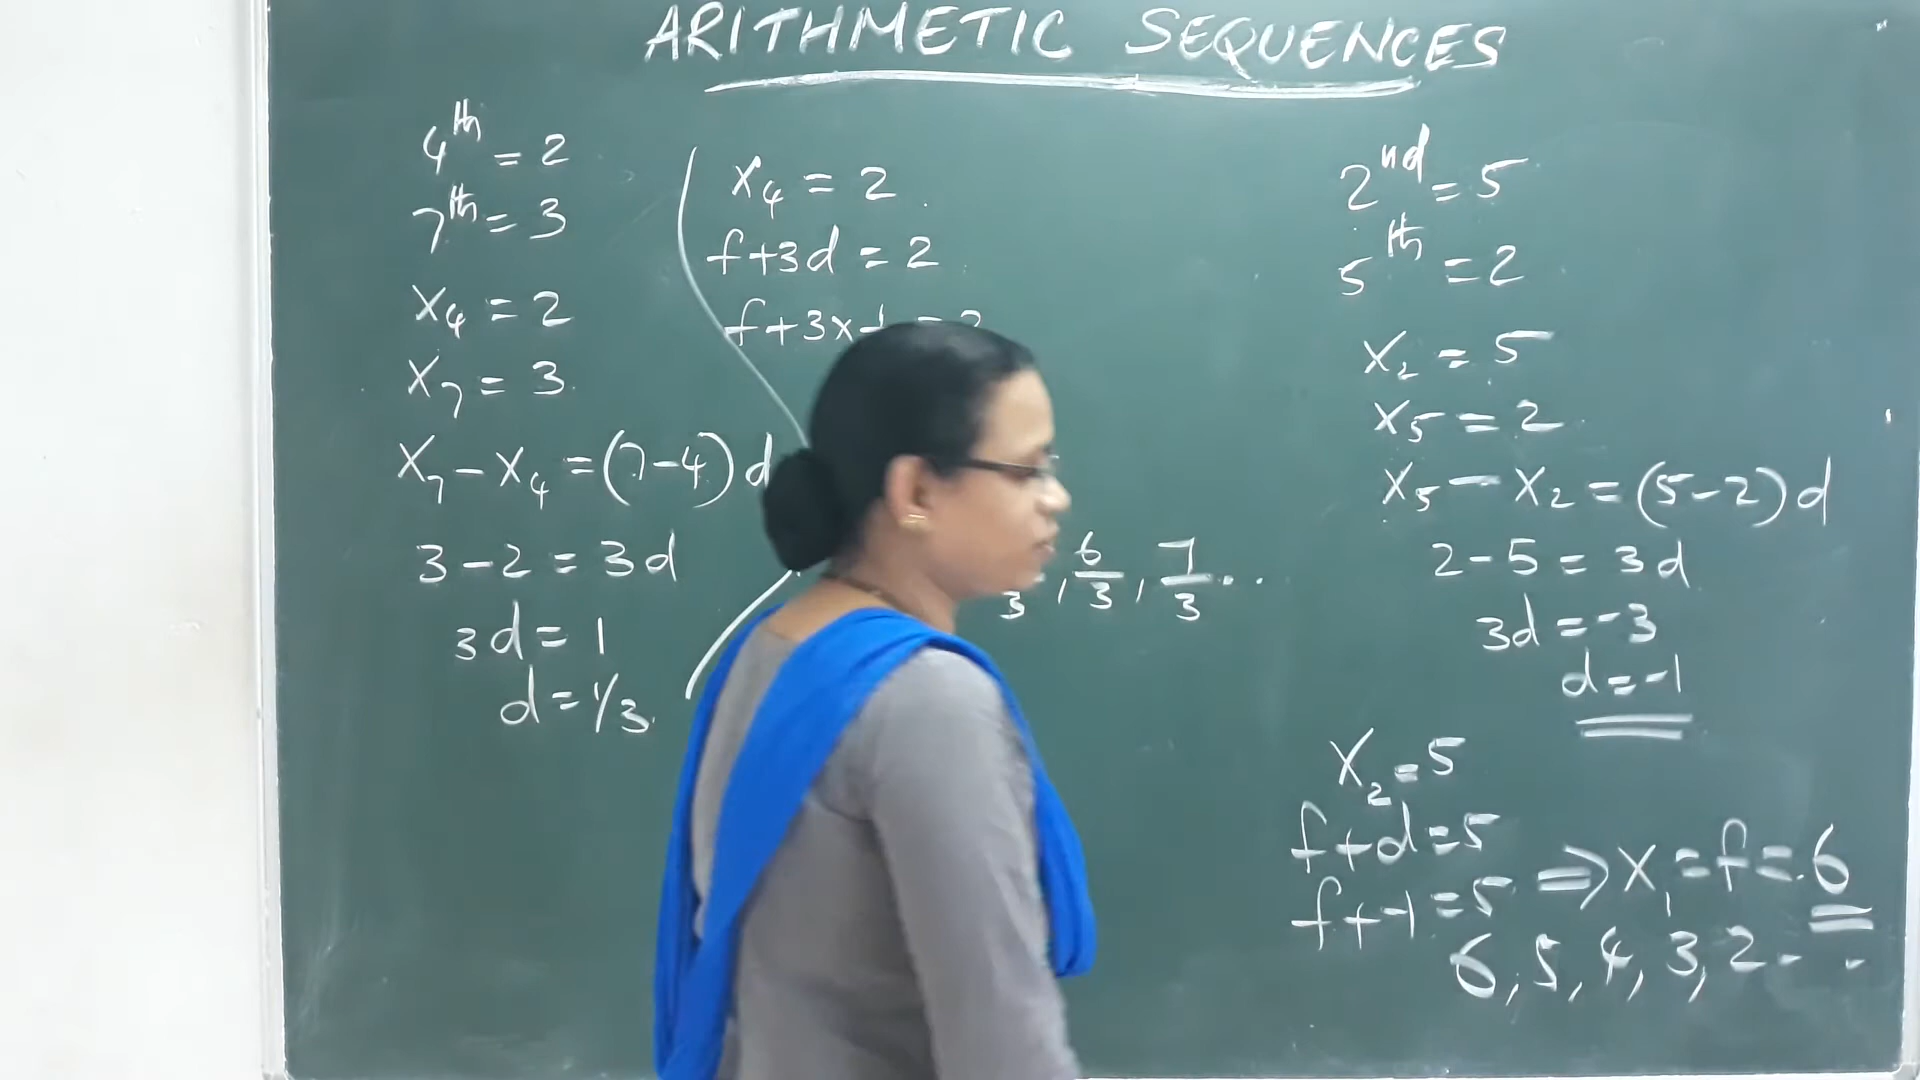 ARITHMETIC SEQUENCES
4th = 2
7th = 3
x4 = 2
x7 = 3
x7 - x4 = (7-4)d
3-2 = 3d
3d = 1
d = 1/3
x4 = 2
f+3d = 2
f+3x
6/3, 7/3 ...
2nd = 5
5th = 2
x2 = 5
x5 = 2
x5 - x2 = (5-2)d
2-5 = 3d
3d = -3
d = -1
x2 = 5
f+d = 5
f+-1 = 5 ⇒ x1 = f = 6
6, 5, 4, 3, 2 ...